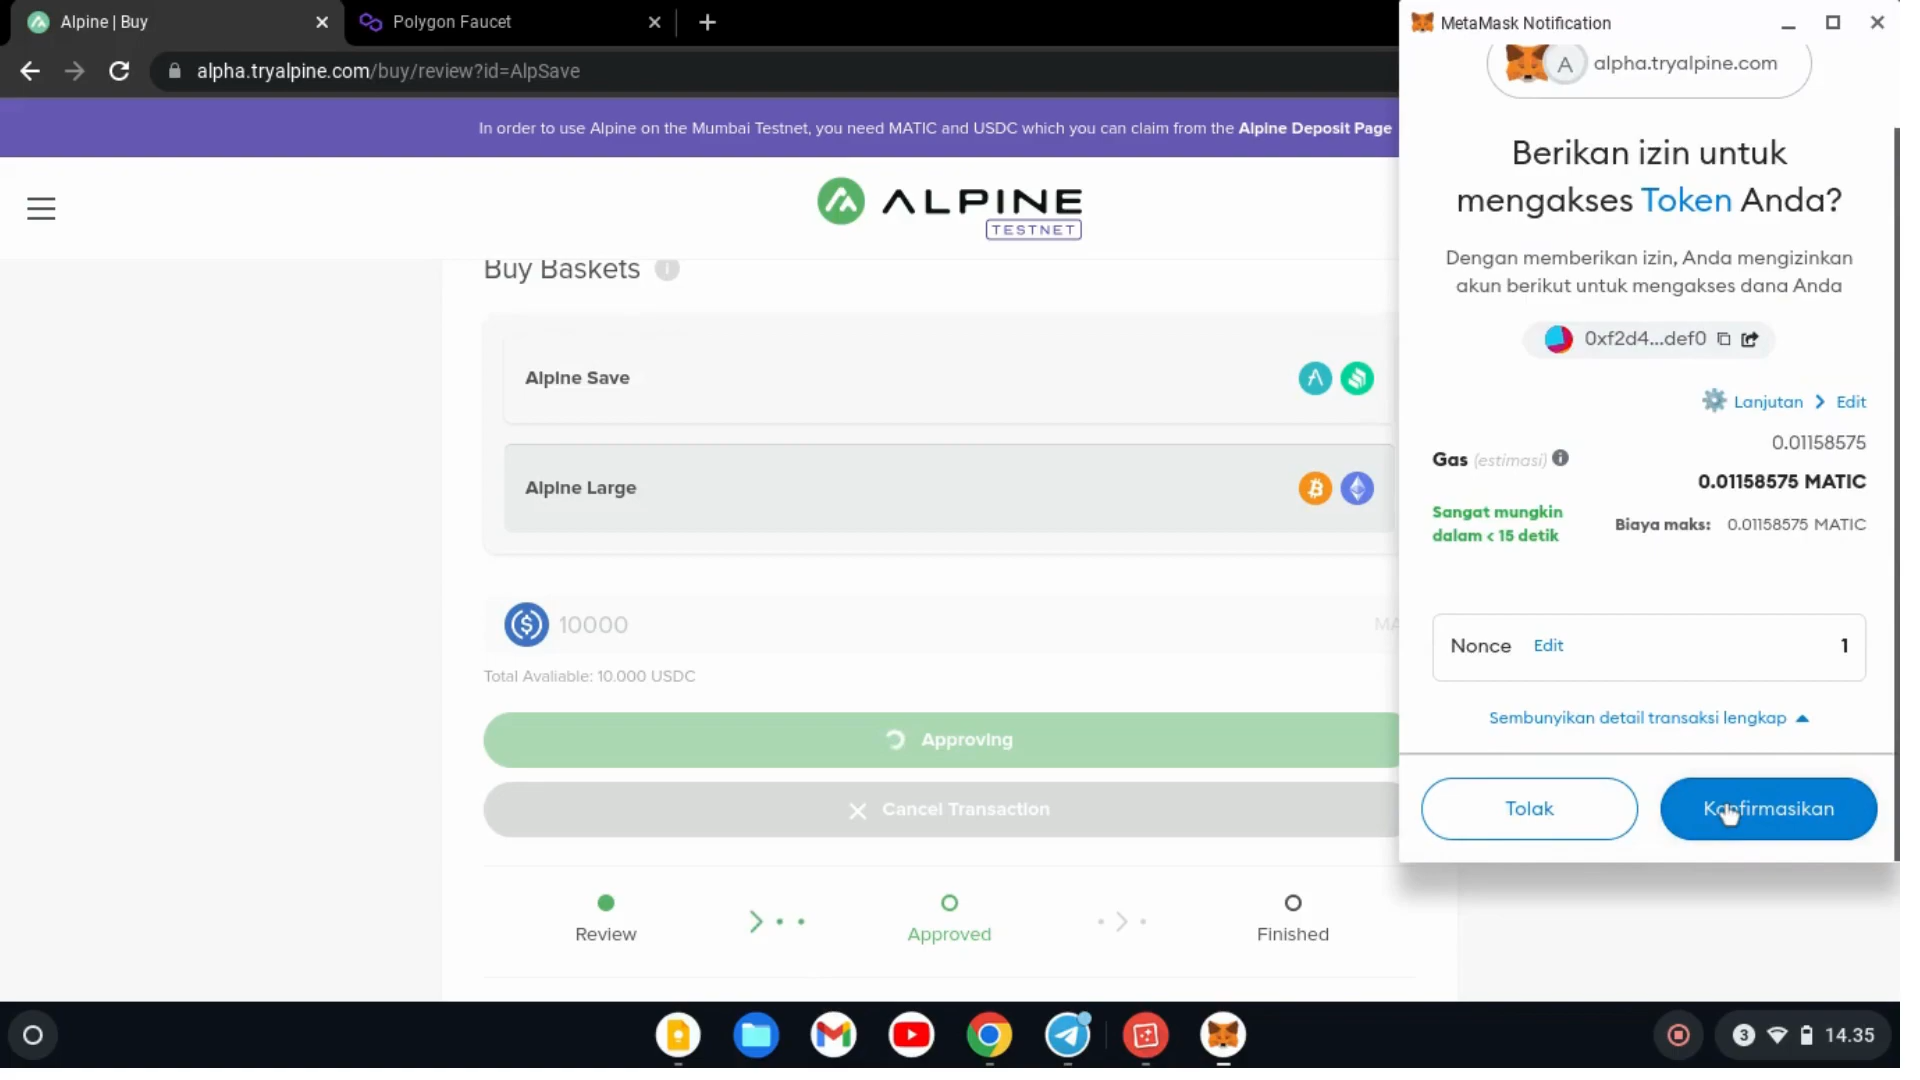 Alpine | Buy
Polygon Faucet
alpha.tryalpine.com/buy/review?id=AlpSave
In order to use Alpine on the Mumbai Testnet, you need MATIC and USDC which you can claim from the Alpine Deposit Page
ALPINE
TESTNET
Buy Baskets
Alpine Save
Alpine Large
10000
MA
Total Avaliable: 10.000 USDC
Approving
Cancel Transaction
Review
Approved
Finished
MetaMask Notification
A
alpha.tryalpine.com
Berikan izin untuk
mengakses Token Anda?
Dengan memberikan izin, Anda mengizinkan
akun berikut untuk mengakses dana Anda
0xf2d4...def0
Lanjutan
Edit
0.01158575
Gas (estimasi)
0.01158575 MATIC
Sangat mungkin
dalam < 15 detik
Biaya maks: 0.01158575 MATIC
Nonce Edit 1
Sembunyikan detail transaksi lengkap
Tolak
Konfirmasikan
3
14.35